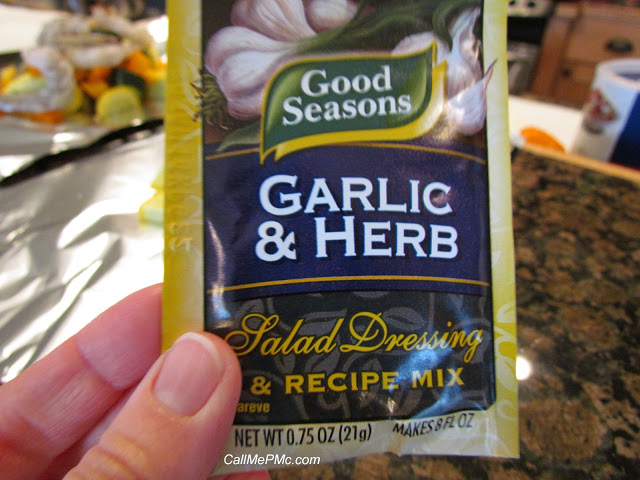 Good
Seasons
GARLIC
& HERB
Salad Dressing
& RECIPE MIX
NET WT 0.75 OZ (21g)
MAKES 8 FL OZ
CallMePMc.com